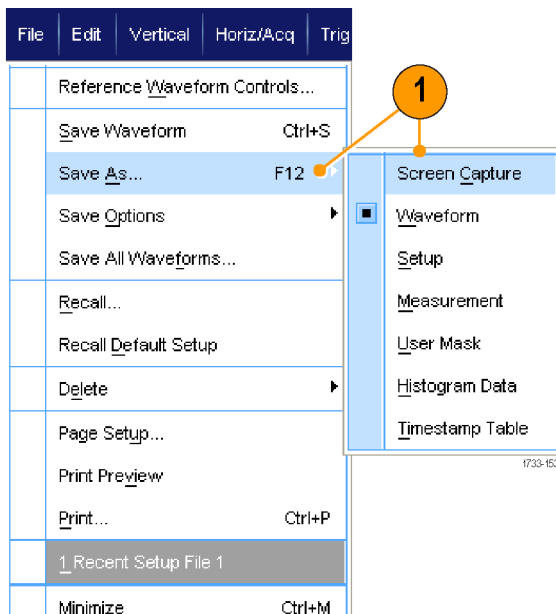 File Edit Vertical Horiz/Acq Trig
Reference Waveform Controls...
1
Save Waveform Ctrl+S
Save As... F12
Screen Capture
Save Options
Waveform
Save All Waveforms...
Setup
Recall...
Measurement
Recall Default Setup
User Mask
Delete
Histogram Data
Page Setup...
Timestamp Table
Print Preview
Print... Ctrl+P
1 Recent Setup File 1
Minimize Ctrl+M